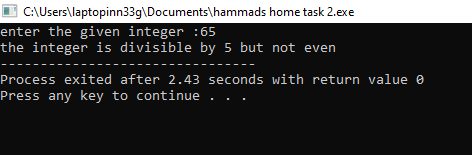 C:\Users\laptopinn33g\Documents\hammads home task 2.exe
enter the given integer :65
the integer is divisible by 5 but not even
--------------------------------
Process exited after 2.43 seconds with return value 0
Press any key to continue . . .